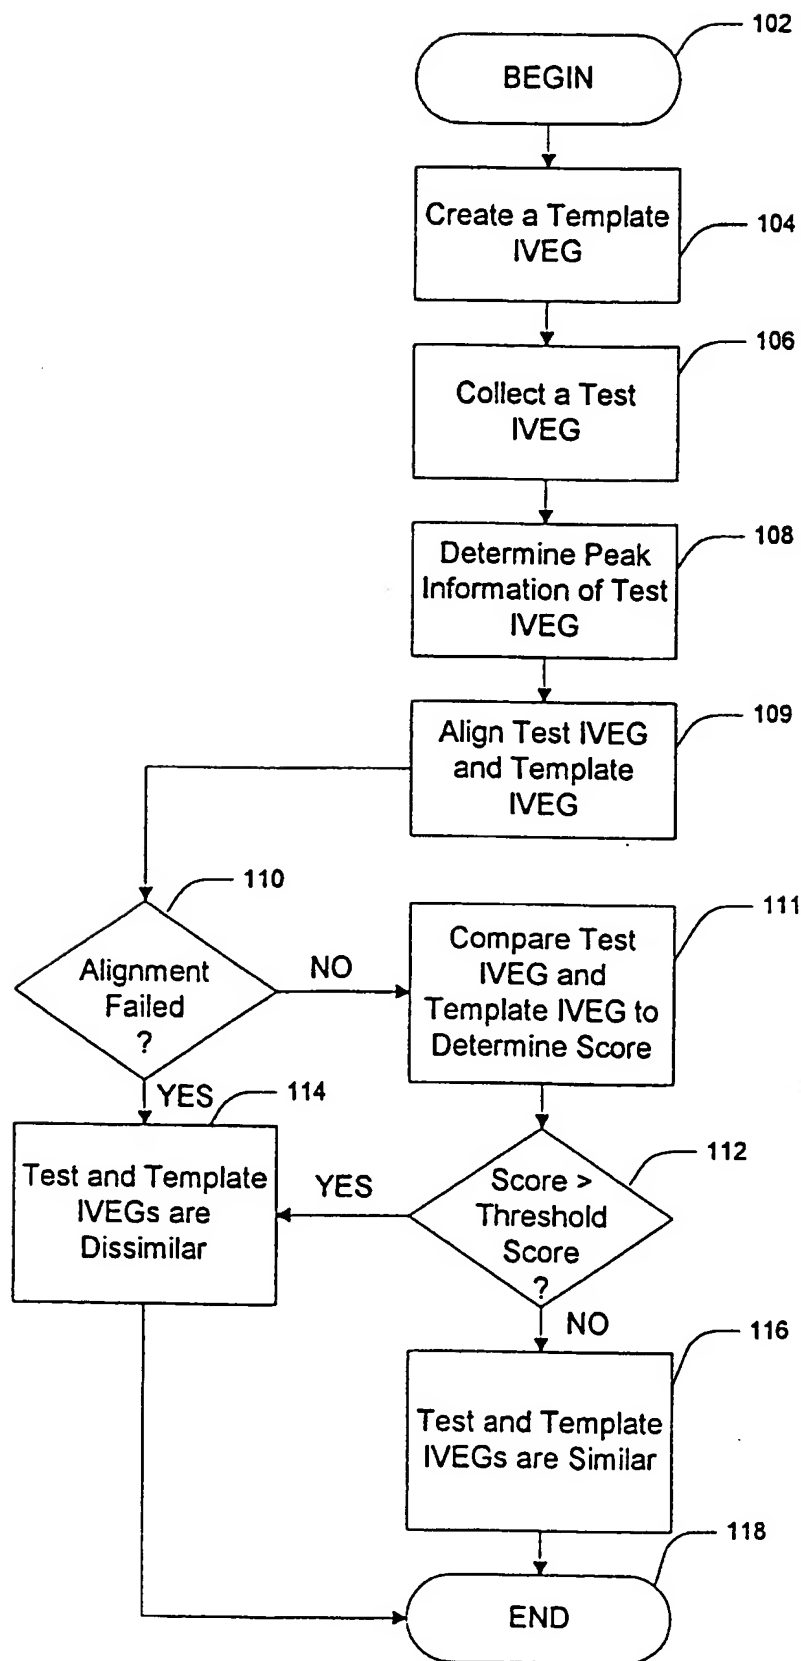 102
BEGIN
Create a Template
IVEG
104
106
Collect a Test
IVEG
108
Determine Peak
Information of Test
IVEG
109
Align Test IVEG
and Template
IVEG
110
Alignment
Failed
?
NO
111
Compare Test
IVEG and
Template IVEG to
Determine Score
YES
114
Test and Template
IVEGs are
Dissimilar
YES
112
Score >
Threshold
Score
?
NO
116
Test and Template
IVEGs are Similar
118
END